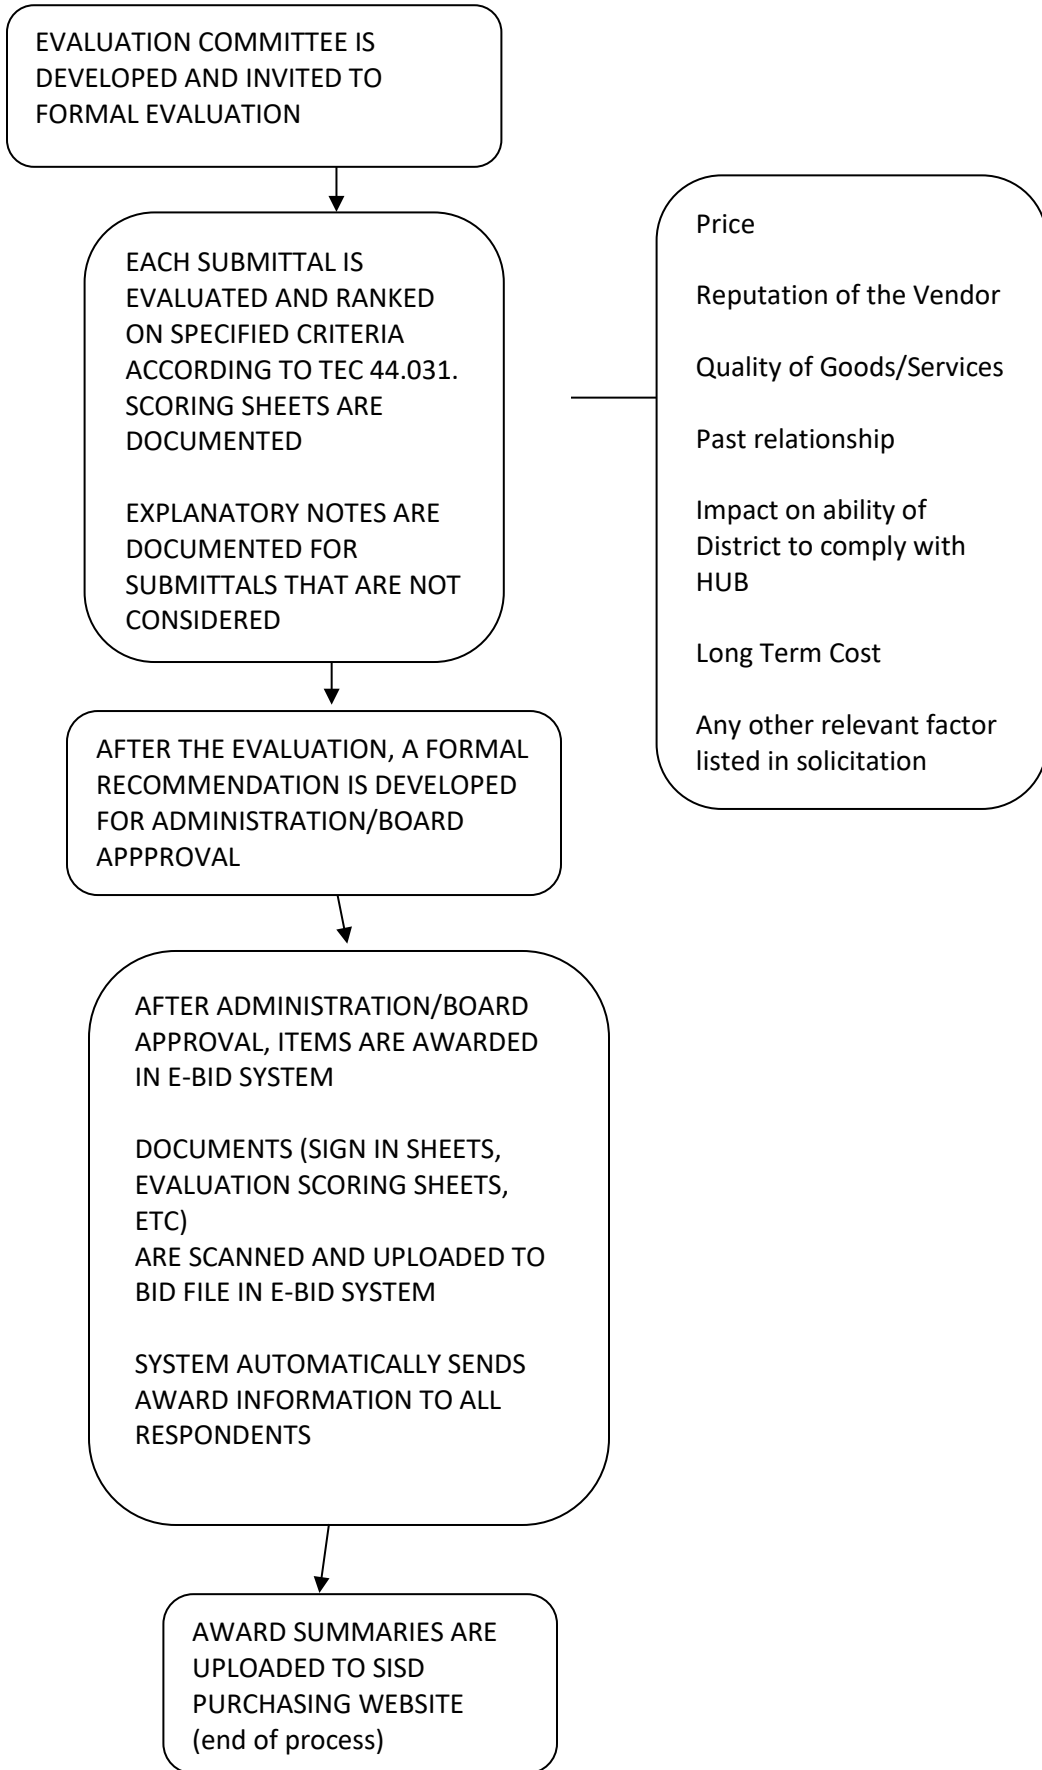 EVALUATION COMMITTEE IS
DEVELOPED AND INVITED TO
FORMAL EVALUATION
EACH SUBMITTAL IS
EVALUATED AND RANKED
ON SPECIFIED CRITERIA
ACCORDING TO TEC 44.031.
SCORING SHEETS ARE
DOCUMENTED
EXPLANATORY NOTES ARE
DOCUMENTED FOR
SUBMITTALS THAT ARE NOT
CONSIDERED
Price
Reputation of the Vendor
Quality of Goods/Services
Past relationship
Impact on ability of
District to comply with
HUB
Long Term Cost
Any other relevant factor
listed in solicitation
AFTER THE EVALUATION, A FORMAL
RECOMMENDATION IS DEVELOPED
FOR ADMINISTRATION/BOARD
APPPROVAL
AFTER ADMINISTRATION/BOARD
APPROVAL, ITEMS ARE AWARDED
IN E-BID SYSTEM
DOCUMENTS (SIGN IN SHEETS,
EVALUATION SCORING SHEETS,
ETC)
ARE SCANNED AND UPLOADED TO
BID FILE IN E-BID SYSTEM
SYSTEM AUTOMATICALLY SENDS
AWARD INFORMATION TO ALL
RESPONDENTS
AWARD SUMMARIES ARE
UPLOADED TO SISD
PURCHASING WEBSITE
(end of process)